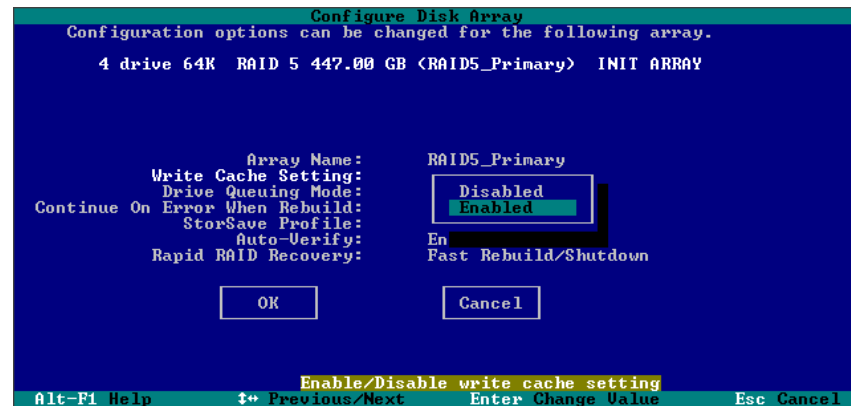 Configure Disk Array
Configuration options can be changed for the following array.
4 drive 64K RAID 5 447.00 GB (RAID5_Primary) INIT ARRAY
Array Name: RAID5_Primary
Write Cache Setting:
Disabled
Drive Queuing Mode:
Enabled
Continue On Error When Rebuild:
StorSave Profile:
Auto-Verify: En
Rapid RAID Recovery: Fast Rebuild/Shutdown
OK Cancel
Enable/Disable write cache setting
Alt-F1 Help ↕↔ Previous/Next Enter Change Value Esc Cancel